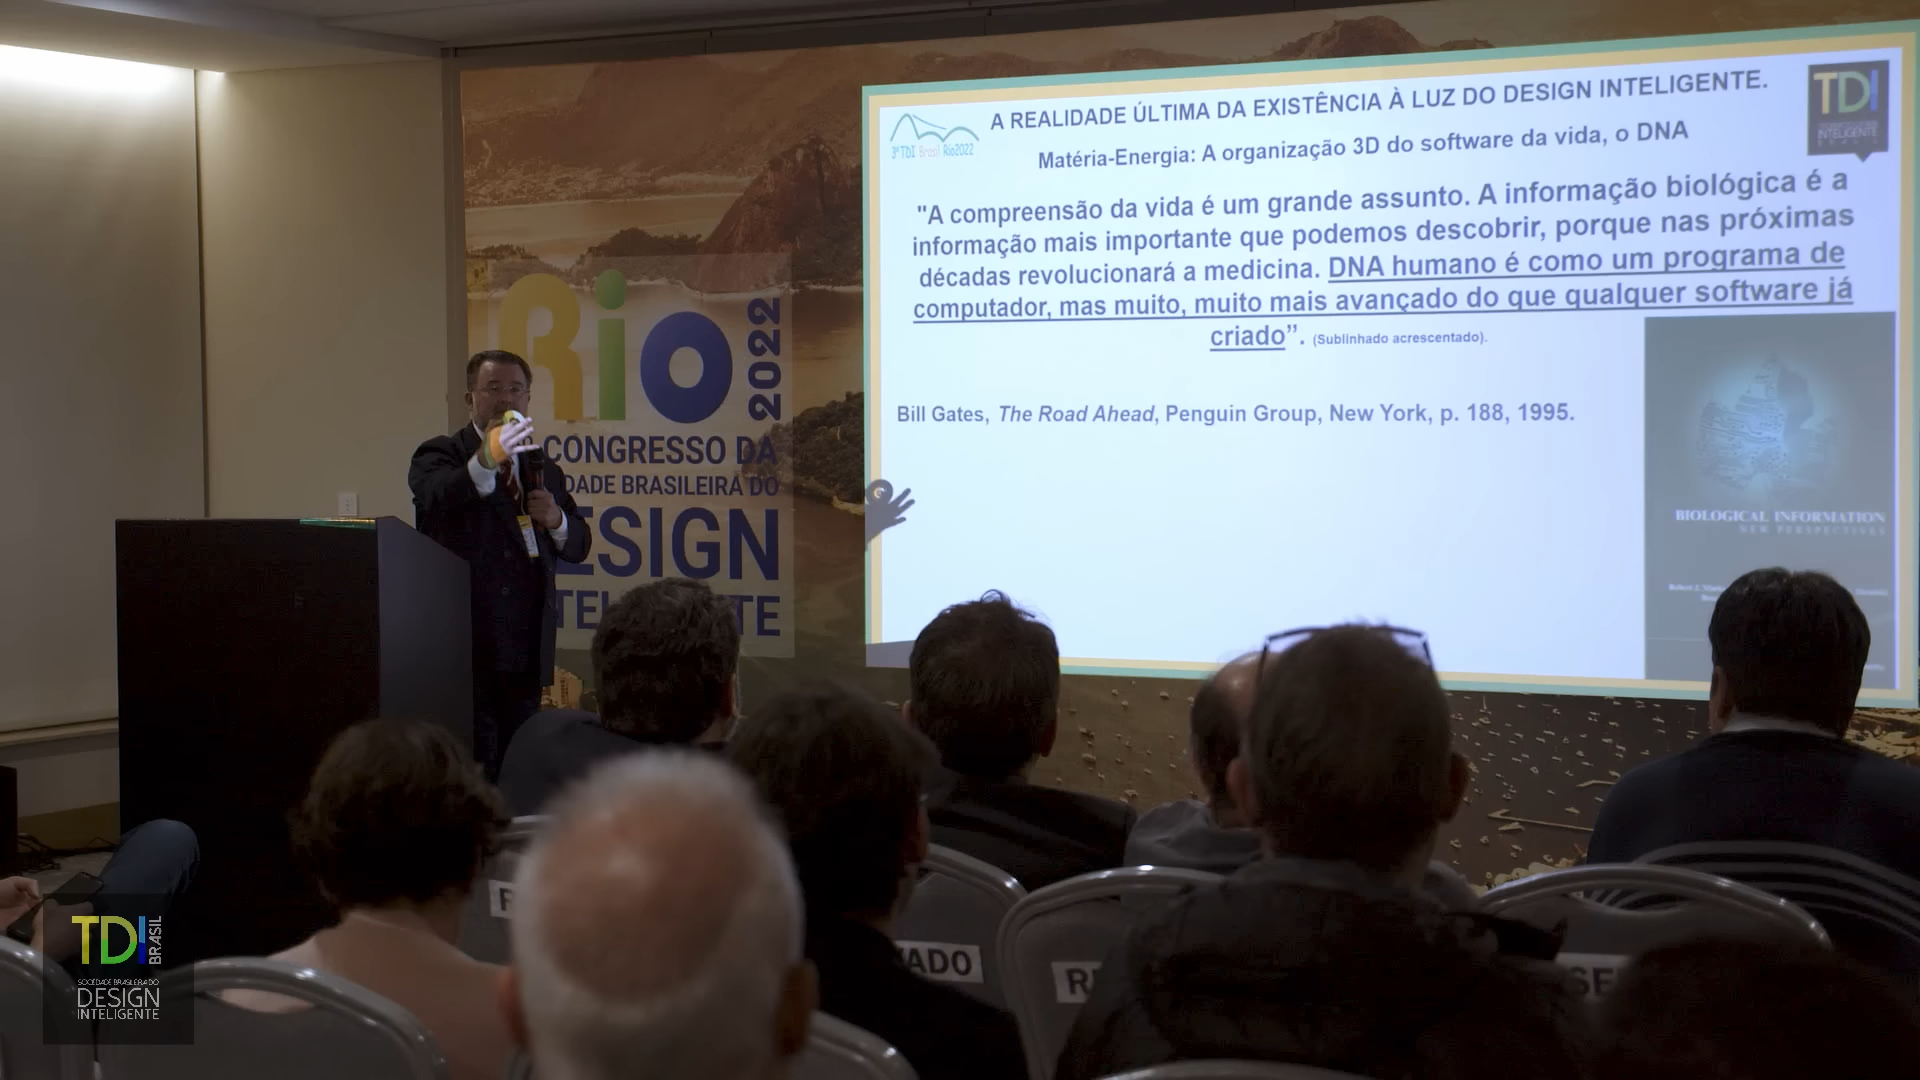 A REALIDADE ÚLTIMA DA EXISTÊNCIA À LUZ DO DESIGN INTELIGENTE.
Matéria-Energia: A organização 3D do software da vida, o DNA
3º TDI Brasil Rio2022
TDI
INTELIGENTE
"A compreensão da vida é um grande assunto. A informação biológica é a
informação mais importante que podemos descobrir, porque nas próximas
décadas revolucionará a medicina. DNA humano é como um programa de
computador, mas muito, muito mais avançado do que qualquer software já
criado”. (Sublinhado acrescentado).
Bill Gates, The Road Ahead, Penguin Group, New York, p. 188, 1995.
BIOLOGICAL INFORMATION
NEW PERSPECTIVES
Rio 2022
CONGRESSO DA
DADE BRASILEIRA DO
ESIGN
TEL TE
ADO
R
SE
TDI BRASIL
SOCIEDADE BRASILEIRA DO
DESIGN
INTELIGENTE